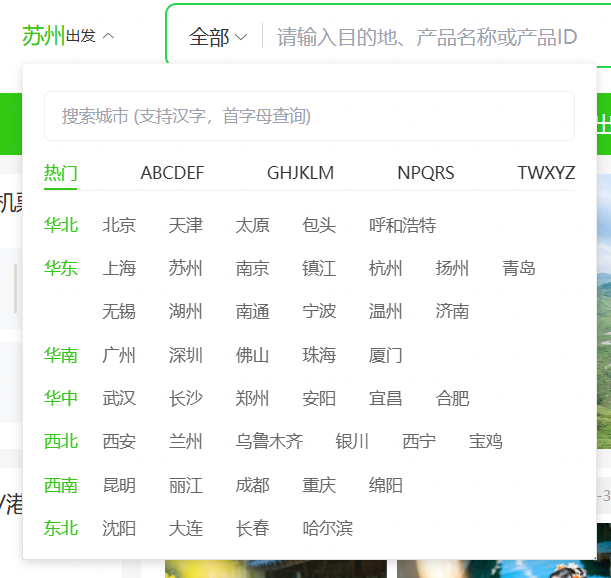 苏州出发 全部 请输入目的地、产品名称或产品ID
搜索城市 (支持汉字，首字母查询)
出
热门 ABCDEF GHJKLM NPQRS TWXYZ
机票
华北 北京 天津 太原 包头 呼和浩特
华东 上海 苏州 南京 镇江 杭州 扬州 青岛
无锡 湖州 南通 宁波 温州 济南
华南 广州 深圳 佛山 珠海 厦门
华中 武汉 长沙 郑州 安阳 宜昌 合肥
西北 西安 兰州 乌鲁木齐 银川 西宁 宝鸡
西南 昆明 丽江 成都 重庆 绵阳
-3
/港
东北 沈阳 大连 长春 哈尔滨